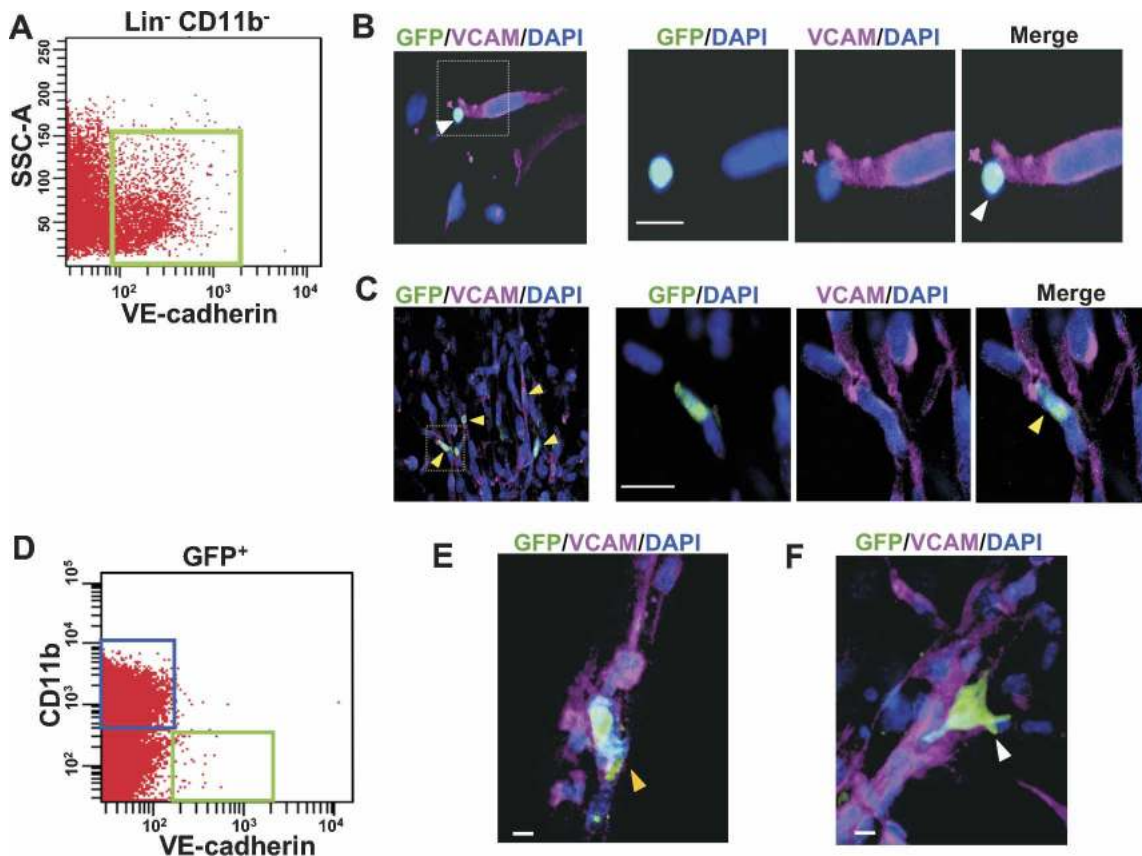 A
Lin- CD11b-
SSC-A
250
200
150
100
50
10² 10³ 10⁴
VE-cadherin
B
GFP/VCAM/DAPI
GFP/DAPI
VCAM/DAPI
Merge
C
GFP/VCAM/DAPI
GFP/DAPI
VCAM/DAPI
Merge
D
GFP+
CD11b
10⁵
10⁴
10³
10²
10² 10³ 10⁴
VE-cadherin
E
GFP/VCAM/DAPI
F
GFP/VCAM/DAPI